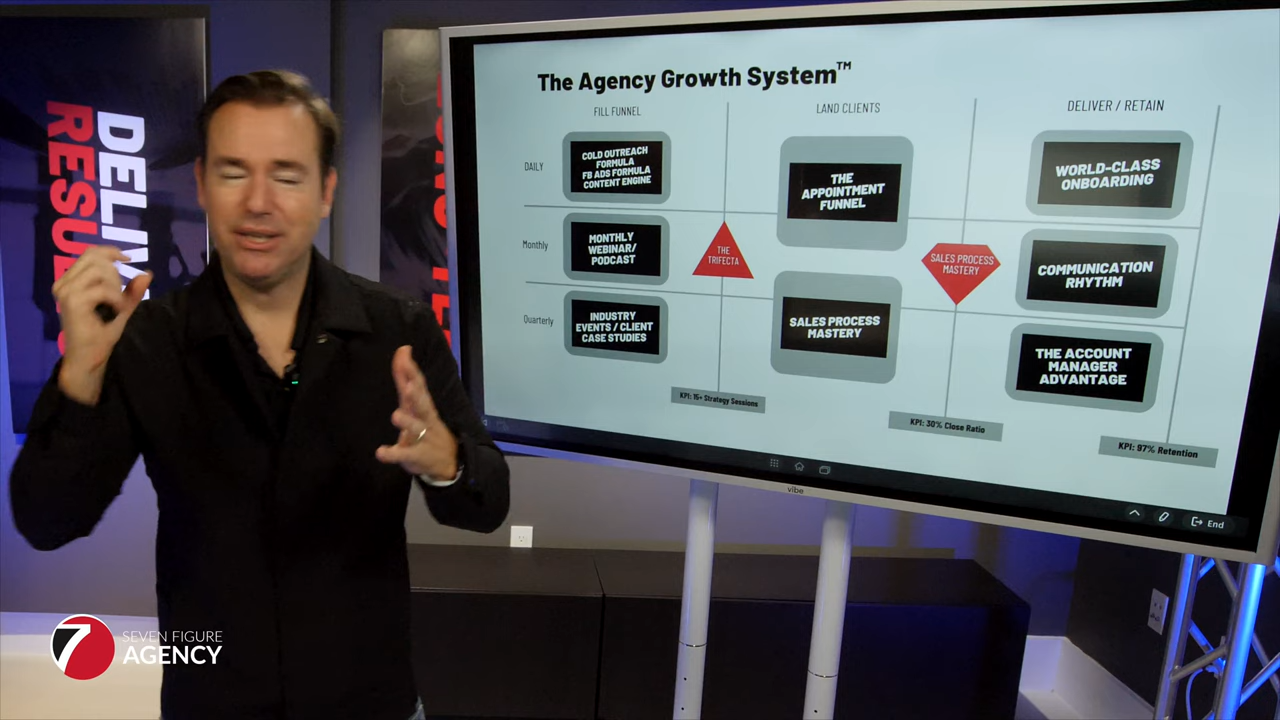 The Agency Growth System™
FILL FUNNEL
LAND CLIENTS
DELIVER / RETAIN
DAILY
COLD OUTREACH
FORMULA
FB ADS FORMULA
CONTENT ENGINE
THE
APPOINTMENT
FUNNEL
WORLD-CLASS
ONBOARDING
Monthly
MONTHLY
WEBINAR/
PODCAST
THE
TRIFECTA
SALES PROCESS
MASTERY
COMMUNICATION
RHYTHM
Quarterly
INDUSTRY
EVENTS / CLIENT
CASE STUDIES
SALES PROCESS
MASTERY
THE ACCOUNT
MANAGER
ADVANTAGE
KPI: 15+ Strategy Sessions
KPI: 30% Close Ratio
KPI: 97% Retention
vibe
End
7
SEVEN FIGURE
AGENCY